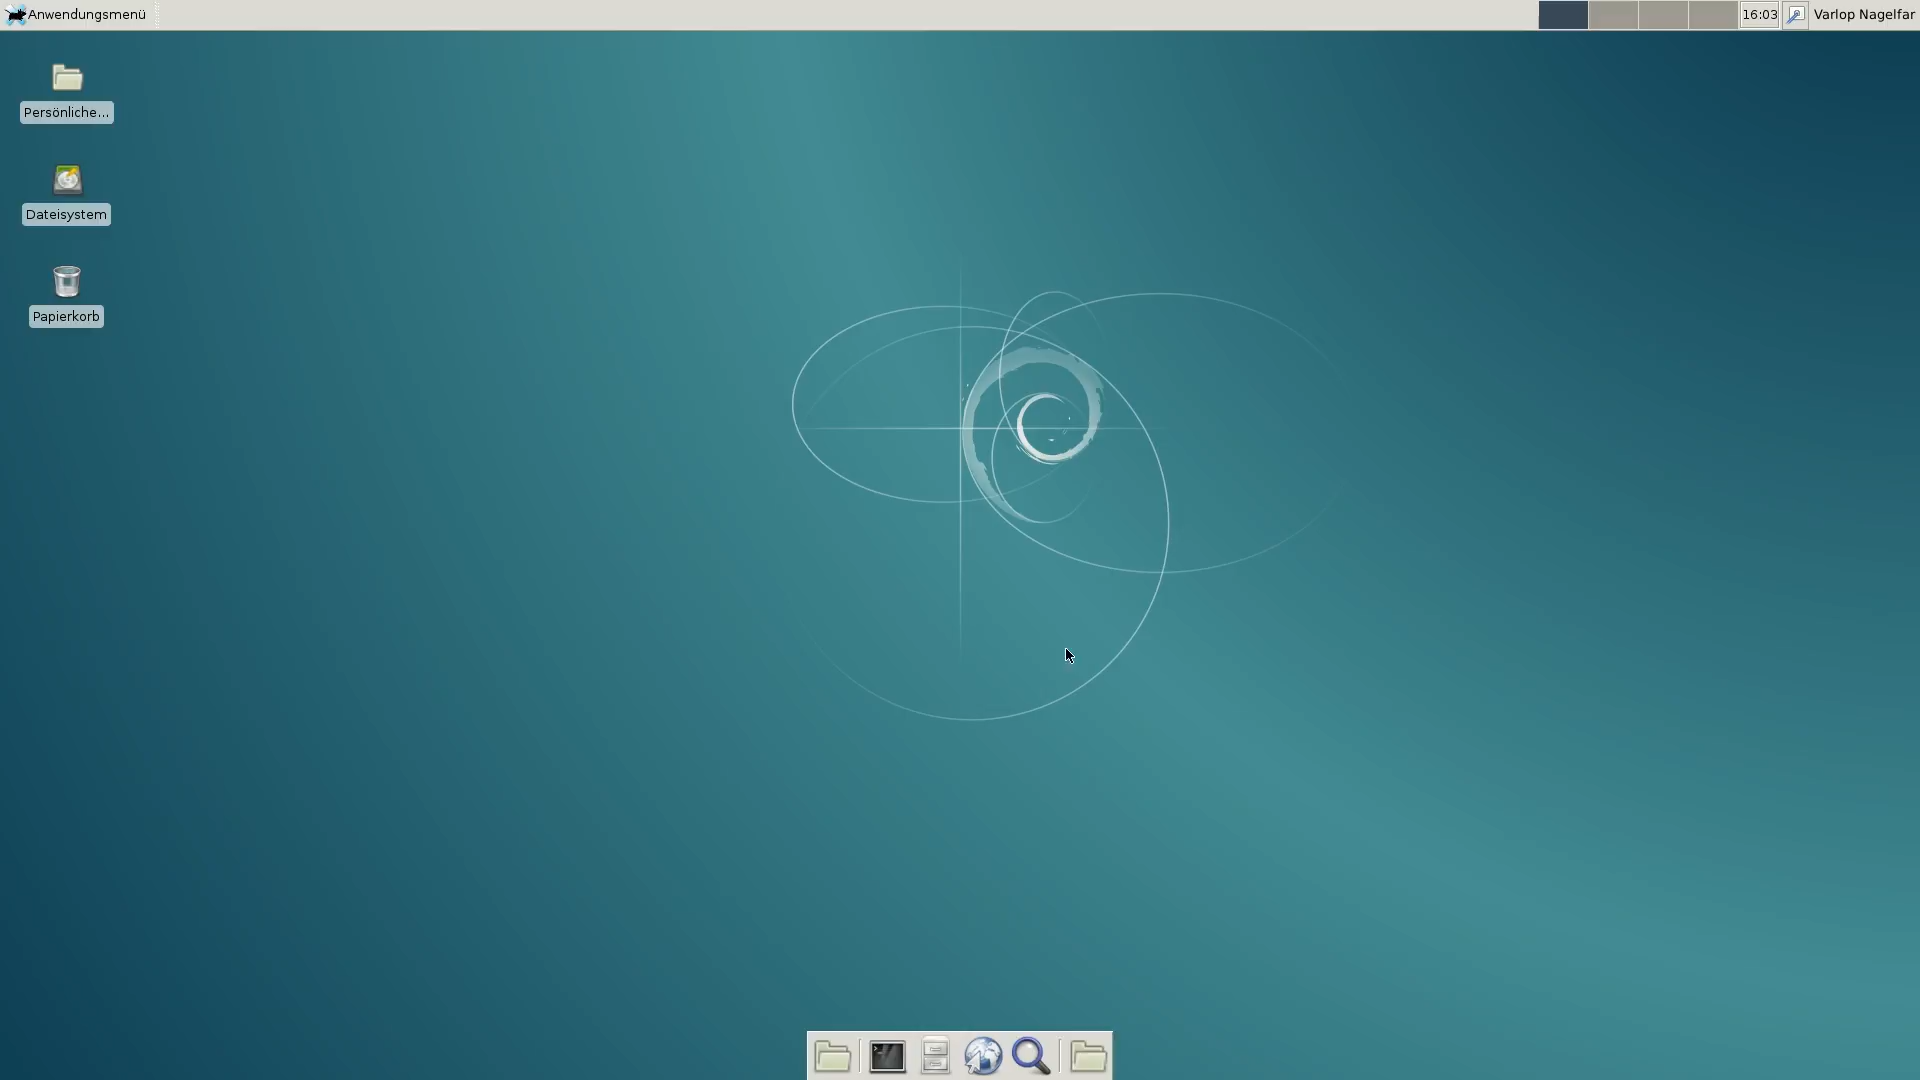 Anwendungsmenü
16:03
Varlop Nagelfar
Persönliche...
Dateisystem
Papierkorb